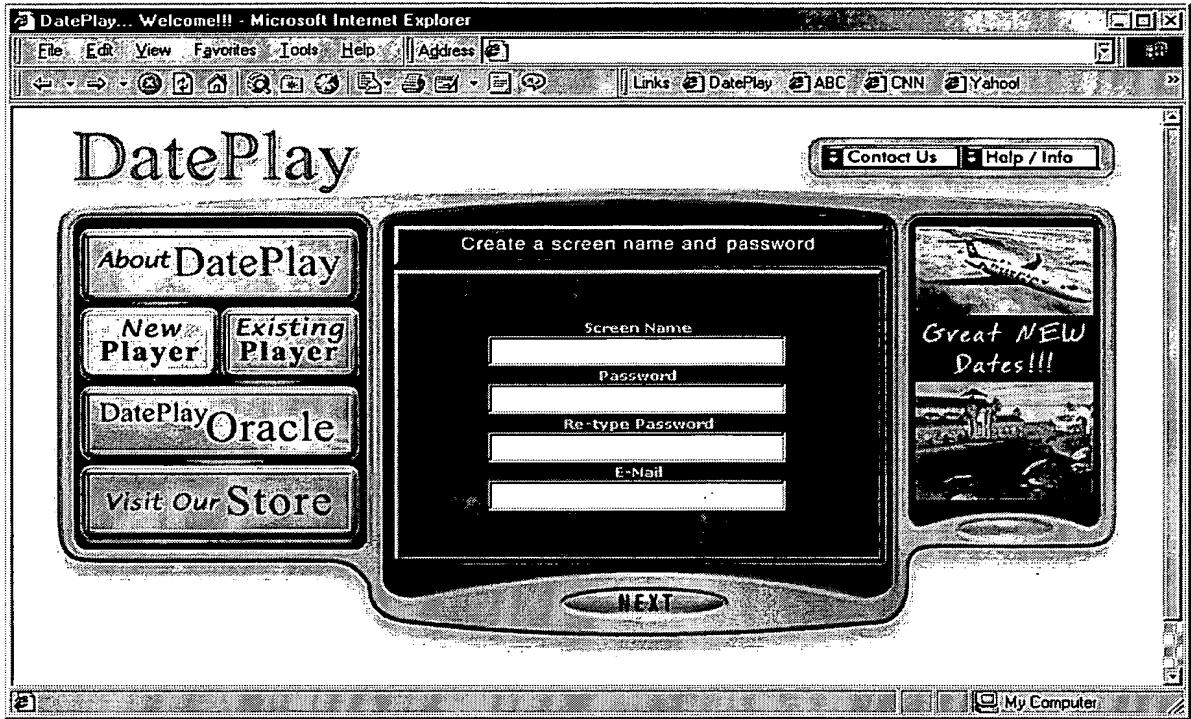 DatePlay... Welcome!!! - Microsoft Internet Explorer
File Edit View Favorites Tools Help Address
Links DatePlay ABC CNN Yahoo!
DatePlay
Contact Us Help / Info
About DatePlay
New Player
Existing Player
DatePlay Oracle
Visit Our Store
Create a screen name and password
Screen Name
Password
Re-type Password
E-Mail
NEXT
Great NEW
Dates!!!
My Computer